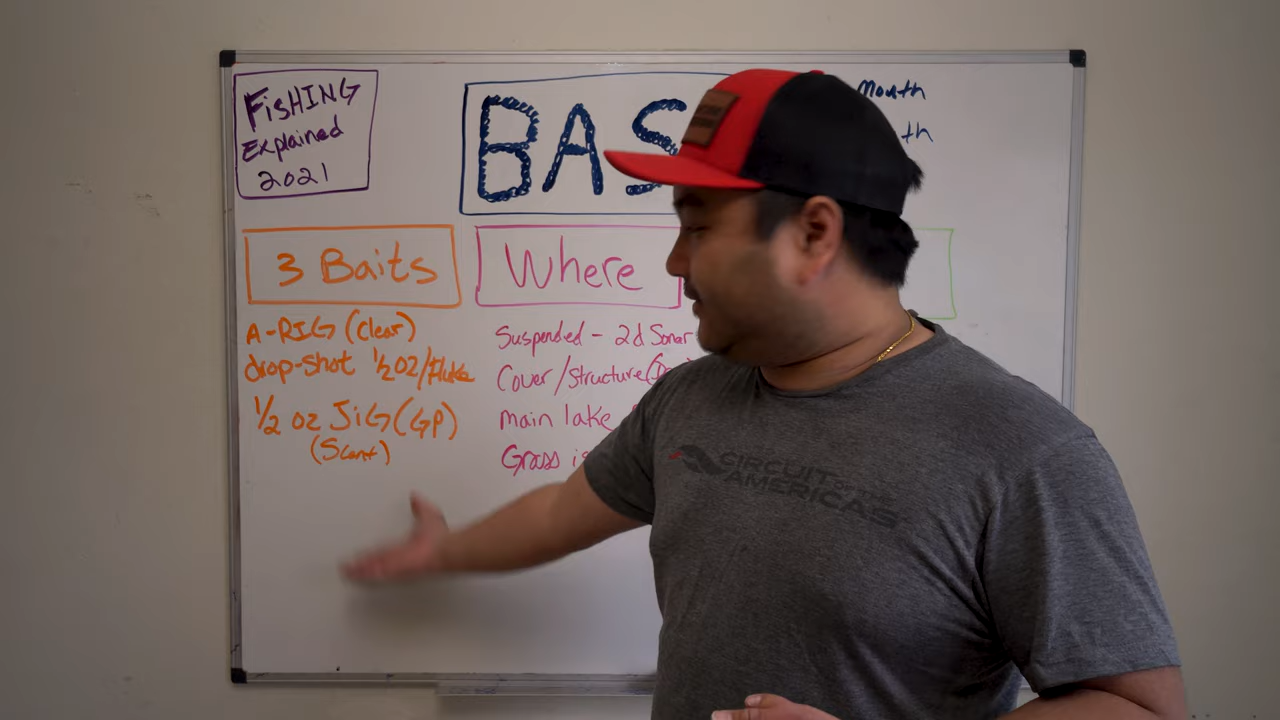 FisHING
Explained
2021
BAS
Mouth
th
3 Baits
A-RIG (Clear)
drop-shot ½oz/Fluke
½ oz JiG (GP)
(Scent)
Where
Suspended - 2d Sonar
Cover/Structure
main lake
Grass is
CIRCUIT OF THE
AMERICAS